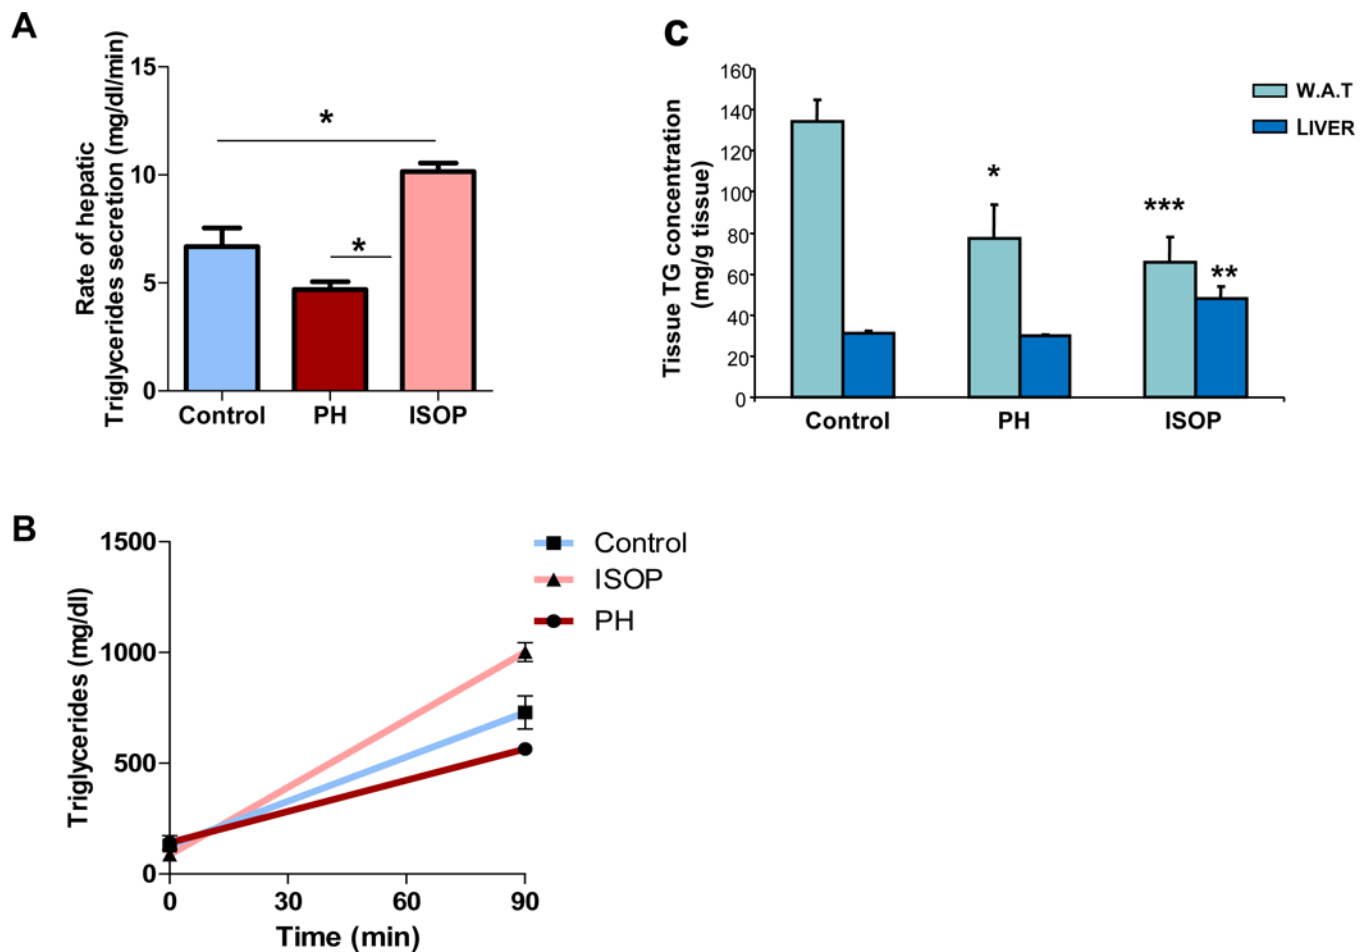 A
Rate of hepatic
Triglycerides secretion (mg/dl/min)
15
10
5
0
*
*
Control PH ISOP
C
Tissue TG concentration
(mg/g tissue)
160
140
120
100
80
60
40
20
0
W.A.T
LIVER
*
***
**
Control PH ISOP
B
Triglycerides (mg/dl)
1500
1000
500
0
Control
ISOP
PH
0 30 60 90
Time (min)